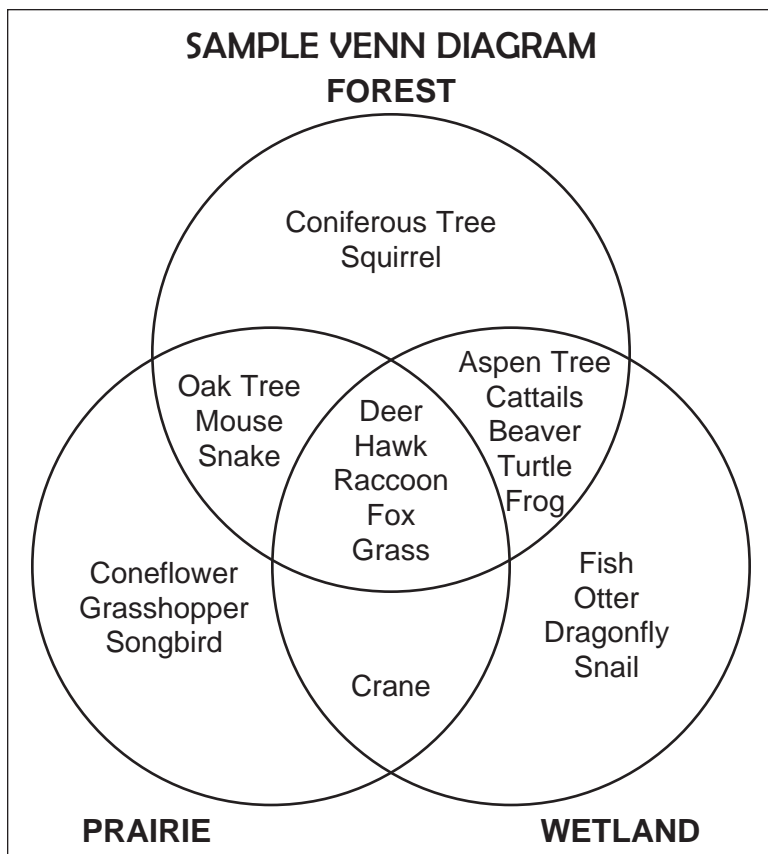 SAMPLE VENN DIAGRAM
FOREST
Coniferous Tree
Squirrel
Oak Tree
Mouse
Snake
Deer
Hawk
Raccoon
Fox
Grass
Aspen Tree
Cattails
Beaver
Turtle
Frog
Coneflower
Grasshopper
Songbird
Crane
Fish
Otter
Dragonfly
Snail
PRAIRIE
WETLAND